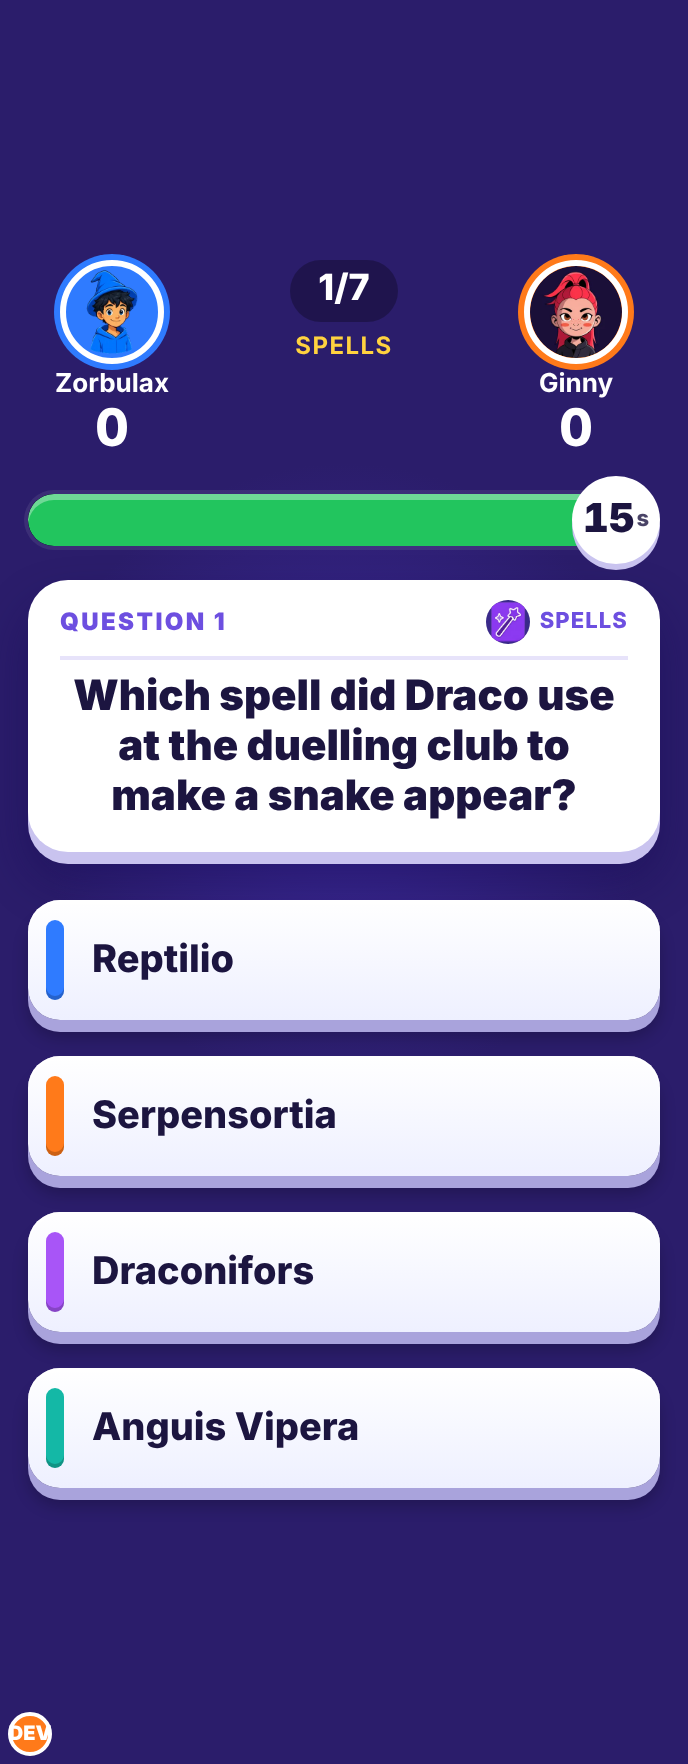 1/7
SPELLS
Zorbulax
0
Ginny
0
15s
QUESTION 1
SPELLS
Which spell did Draco use
at the duelling club to
make a snake appear?
Reptilio
Serpensortia
Draconifors
Anguis Vipera
DEV